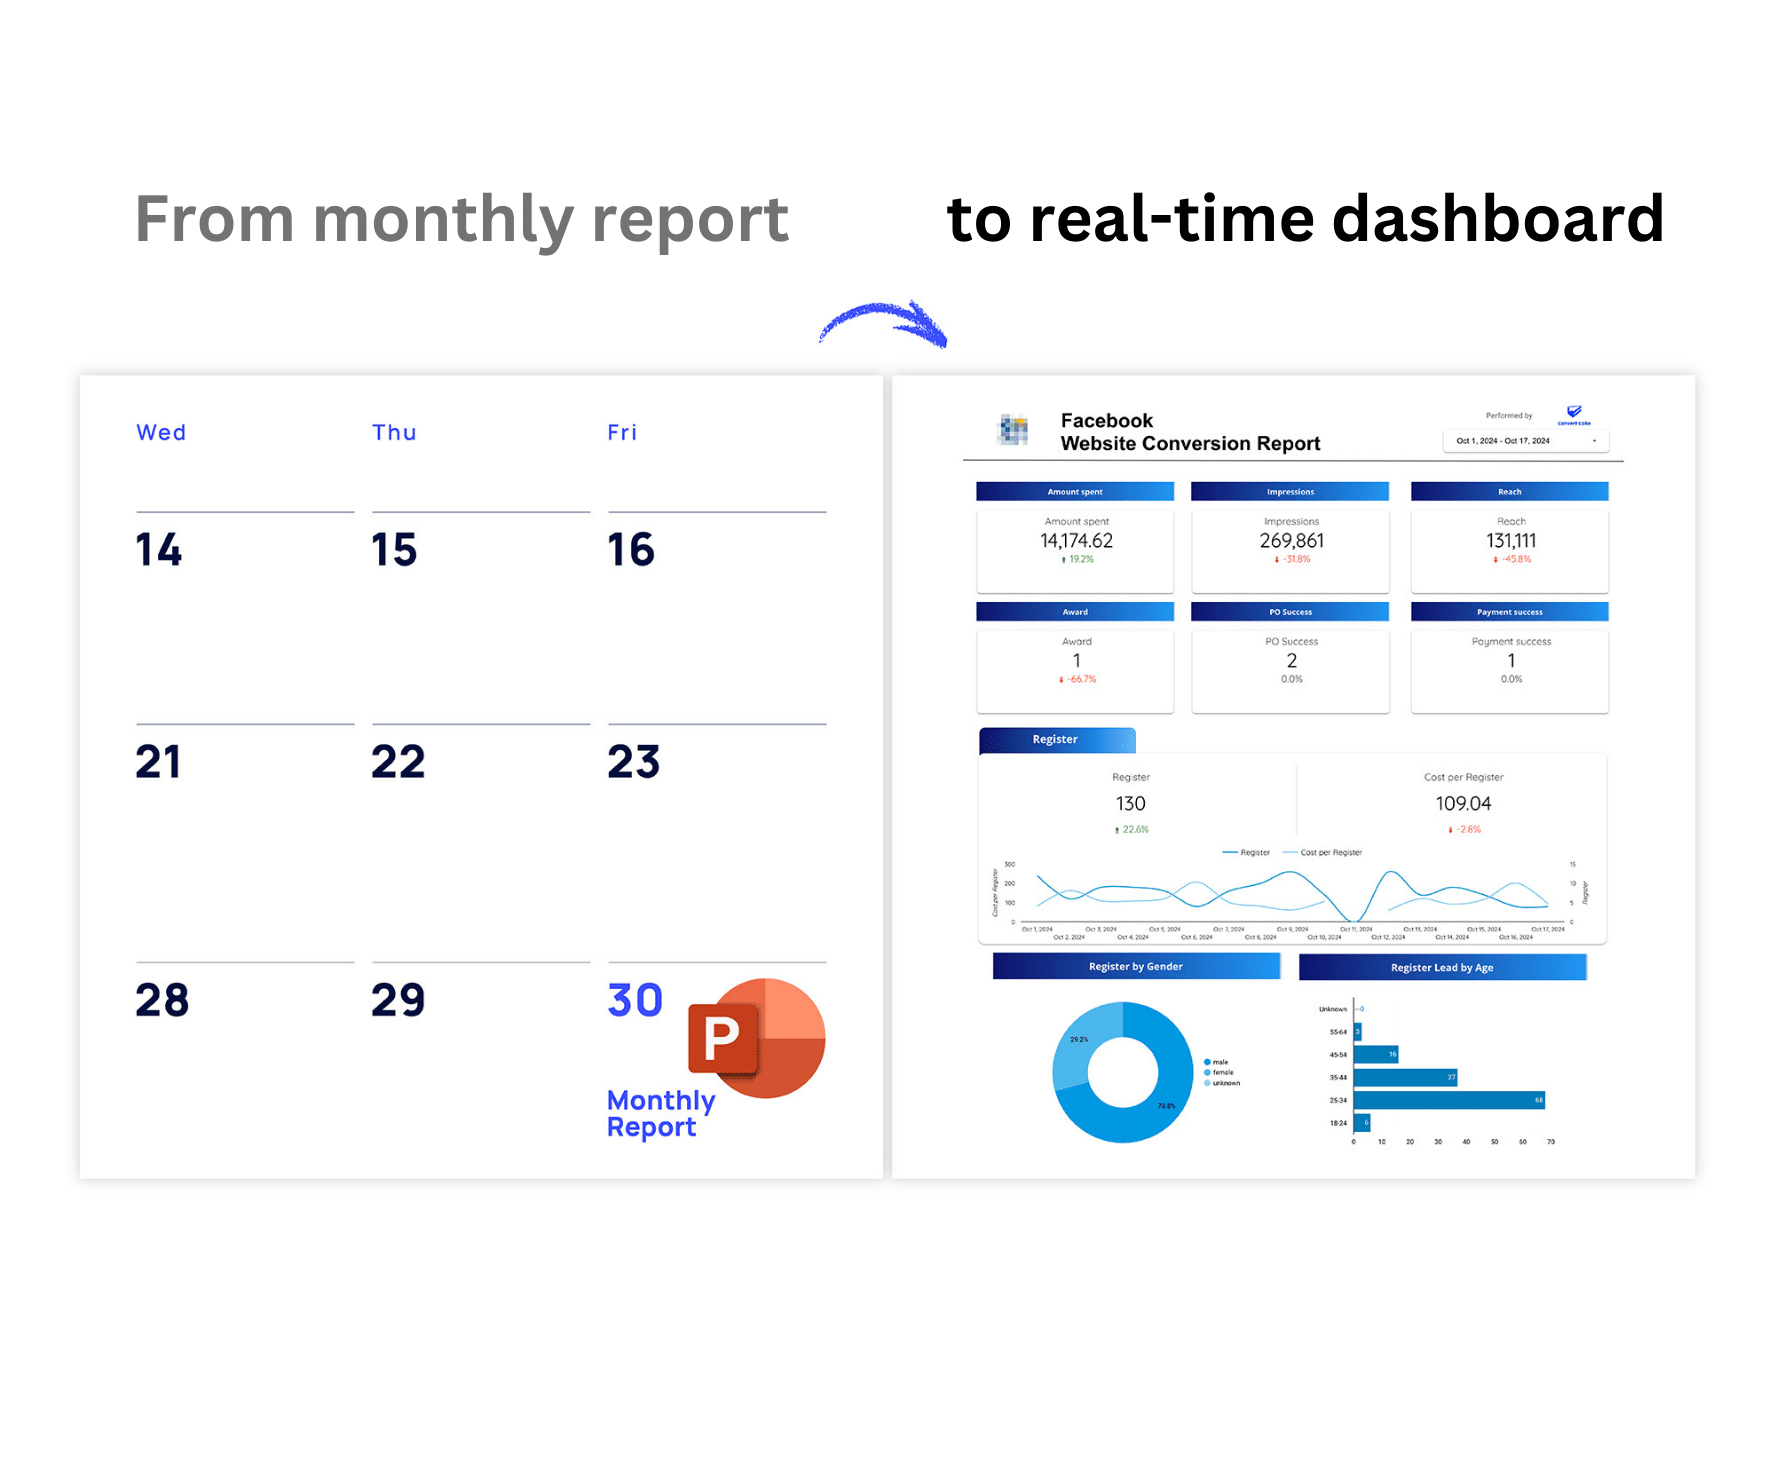 From monthly report
to real-time dashboard
Wed
Thu
Fri
14
15
16
21
22
23
28
29
30
P
Monthly
Report
Facebook
Website Conversion Report
Performed by
Convert Cake
Oct 1, 2024 - Oct 17, 2024
Amount spent
Impressions
Reach
Amount spent
14,174.62
19.2%
Impressions
269,861
-31.8%
Reach
131,111
-45.8%
Award
PO Success
Payment success
Award
1
-66.7%
PO Success
2
0.0%
Payment success
1
0.0%
Register
Register
130
22.6%
Cost per Register
109.04
-2.8%
Register
Cost per Register
Cost per Register
300
200
100
0
15
10
5
0
Register
Oct 1, 2024
Oct 2, 2024
Oct 3, 2024
Oct 4, 2024
Oct 5, 2024
Oct 6, 2024
Oct 7, 2024
Oct 8, 2024
Oct 9, 2024
Oct 10, 2024
Oct 11, 2024
Oct 12, 2024
Oct 13, 2024
Oct 14, 2024
Oct 15, 2024
Oct 16, 2024
Oct 17, 2024
Register by Gender
29.2%
70.8%
male
female
unknown
Register Lead by Age
Unknown
0
55-64
3
45-54
16
35-44
37
25-34
68
18-24
6
0 10 20 30 40 50 60 70